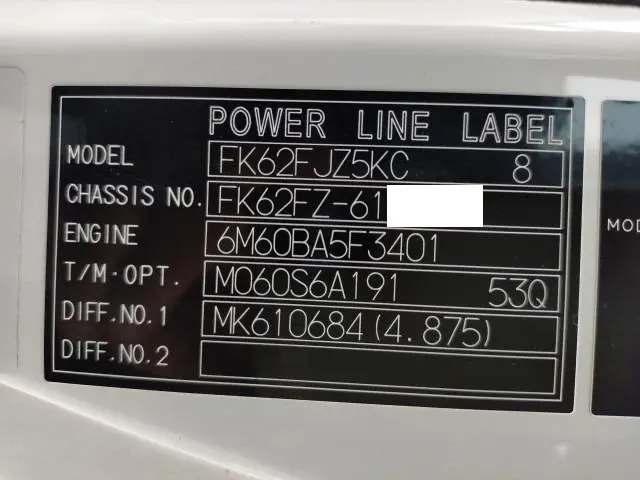 POWER LINE LABEL
MODEL FK62FJZ5KC 8
CHASSIS NO. FK62FZ-61
ENGINE 6M60BA5F3401
T/M·OPT. M060S6A191 53Q
DIFF.NO.1 MK610684(4.875)
DIFF.NO.2
MOD